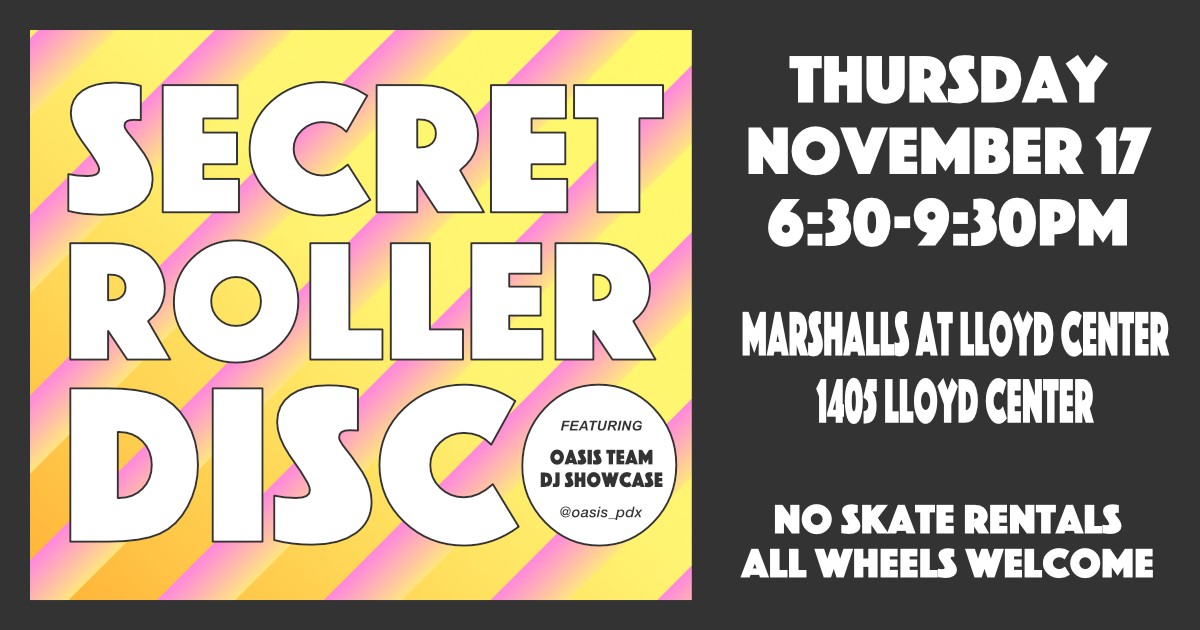 SECRET
ROLLER
DISCO
FEATURING
OASIS TEAM
DJ SHOWCASE
@oasis_pdx
THURSDAY
NOVEMBER 17
6:30-9:30PM
MARSHALLS AT LLOYD CENTER
1405 LLOYD CENTER
NO SKATE RENTALS
ALL WHEELS WELCOME